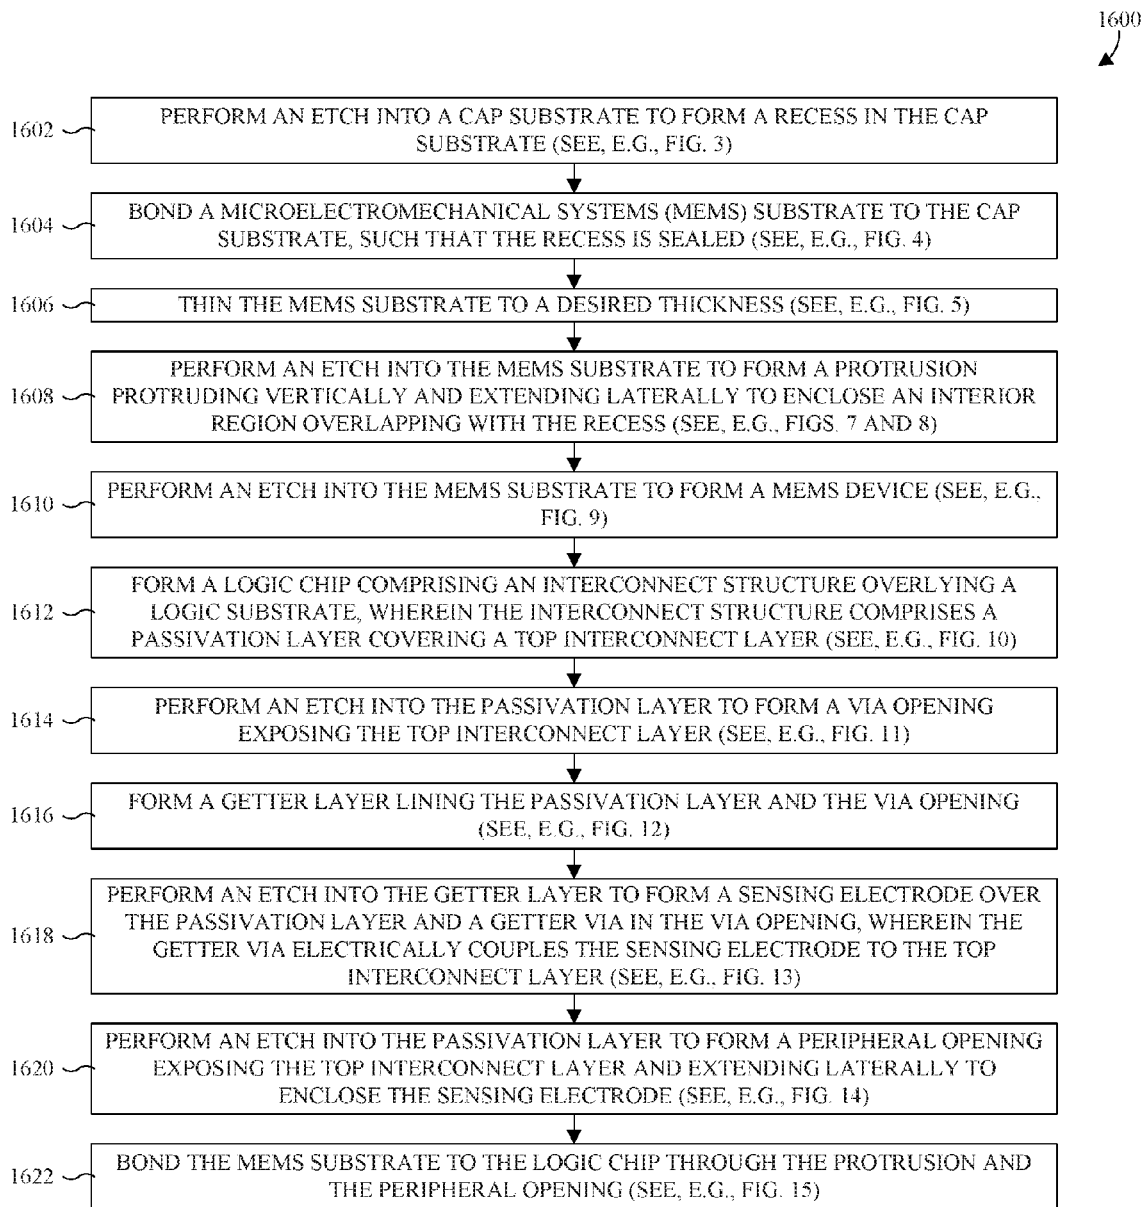 1600
1602
PERFORM AN ETCH INTO A CAP SUBSTRATE TO FORM A RECESS IN THE CAP
SUBSTRATE (SEE, E.G., FIG. 3)
1604
BOND A MICROELECTROMECHANICAL SYSTEMS (MEMS) SUBSTRATE TO THE CAP
SUBSTRATE, SUCH THAT THE RECESS IS SEALED (SEE, E.G., FIG. 4)
1606
THIN THE MEMS SUBSTRATE TO A DESIRED THICKNESS (SEE, E.G., FIG. 5)
1608
PERFORM AN ETCH INTO THE MEMS SUBSTRATE TO FORM A PROTRUSION
PROTRUDING VERTICALLY AND EXTENDING LATERALLY TO ENCLOSE AN INTERIOR
REGION OVERLAPPING WITH THE RECESS (SEE, E.G., FIGS. 7 AND 8)
1610
PERFORM AN ETCH INTO THE MEMS SUBSTRATE TO FORM A MEMS DEVICE (SEE, E.G.,
FIG. 9)
1612
FORM A LOGIC CHIP COMPRISING AN INTERCONNECT STRUCTURE OVERLYING A
LOGIC SUBSTRATE, WHEREIN THE INTERCONNECT STRUCTURE COMPRISES A
PASSIVATION LAYER COVERING A TOP INTERCONNECT LAYER (SEE, E.G., FIG. 10)
1614
PERFORM AN ETCH INTO THE PASSIVATION LAYER TO FORM A VIA OPENING
EXPOSING THE TOP INTERCONNECT LAYER (SEE, E.G., FIG. 11)
1616
FORM A GETTER LAYER LINING THE PASSIVATION LAYER AND THE VIA OPENING
(SEE, E.G., FIG. 12)
1618
PERFORM AN ETCH INTO THE GETTER LAYER TO FORM A SENSING ELECTRODE OVER
THE PASSIVATION LAYER AND A GETTER VIA IN THE VIA OPENING, WHEREIN THE
GETTER VIA ELECTRICALLY COUPLES THE SENSING ELECTRODE TO THE TOP
INTERCONNECT LAYER (SEE, E.G., FIG. 13)
1620
PERFORM AN ETCH INTO THE PASSIVATION LAYER TO FORM A PERIPHERAL OPENING
EXPOSING THE TOP INTERCONNECT LAYER AND EXTENDING LATERALLY TO
ENCLOSE THE SENSING ELECTRODE (SEE, E.G., FIG. 14)
1622
BOND THE MEMS SUBSTRATE TO THE LOGIC CHIP THROUGH THE PROTRUSION AND
THE PERIPHERAL OPENING (SEE, E.G., FIG. 15)